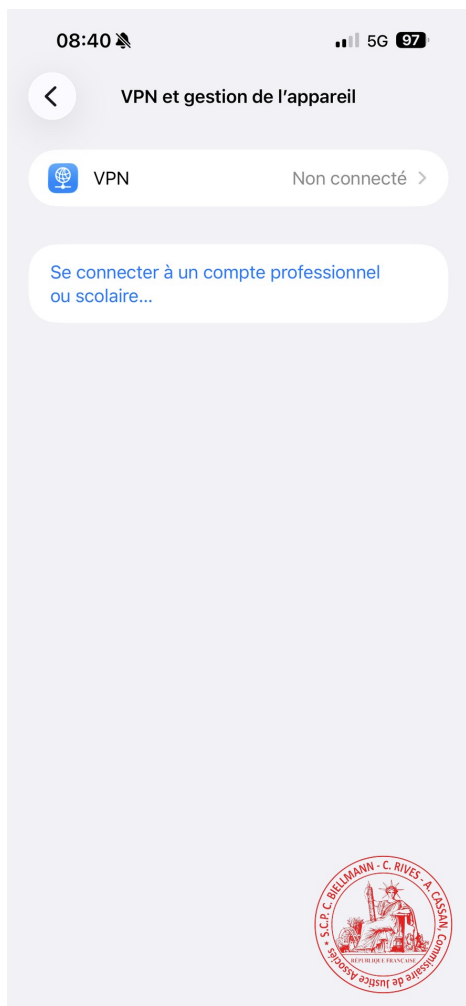 08:40
5G 97
VPN et gestion de l'appareil
VPN
Non connecté
Se connecter à un compte professionnel
ou scolaire...
S.C.P. C. BIELLMANN - C. RIVES - A. CASSAN, Commissaire de Justice Associés
RÉPUBLIQUE FRANÇAISE